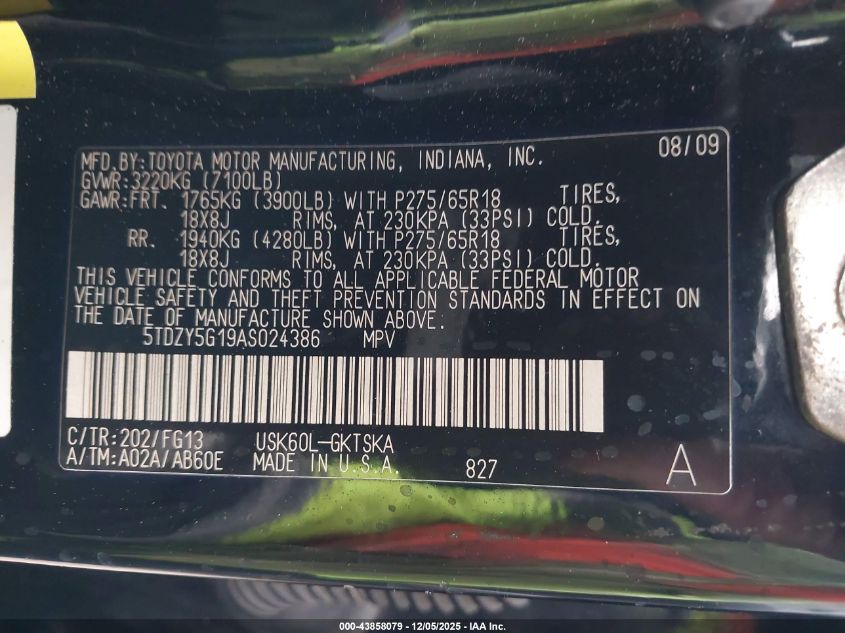 MFD.BY:TOYOTA MOTOR MANUFACTURING, INDIANA, INC. 08/09
GVWR:3220KG (7100LB)
GAWR:FRT. 1765KG (3900LB) WITH P275/65R18 TIRES,
18X8J RIMS, AT 230KPA (33PSI) COLD.
RR. 1940KG (4280LB) WITH P275/65R18 TIRES,
18X8J RIMS, AT 230KPA (33PSI) COLD.
THIS VEHICLE CONFORMS TO ALL APPLICABLE FEDERAL MOTOR
VEHICLE SAFETY AND THEFT PREVENTION STANDARDS IN EFFECT ON
THE DATE OF MANUFACTURE SHOWN ABOVE.
5TDZY5G19AS024386 MPV
C/TR:202/FG13 USK60L-GKTSKA
A/TM:A02A/AB60E MADE IN U.S.A. 827 A
000-43858079 - 12/05/2025 - IAA Inc.